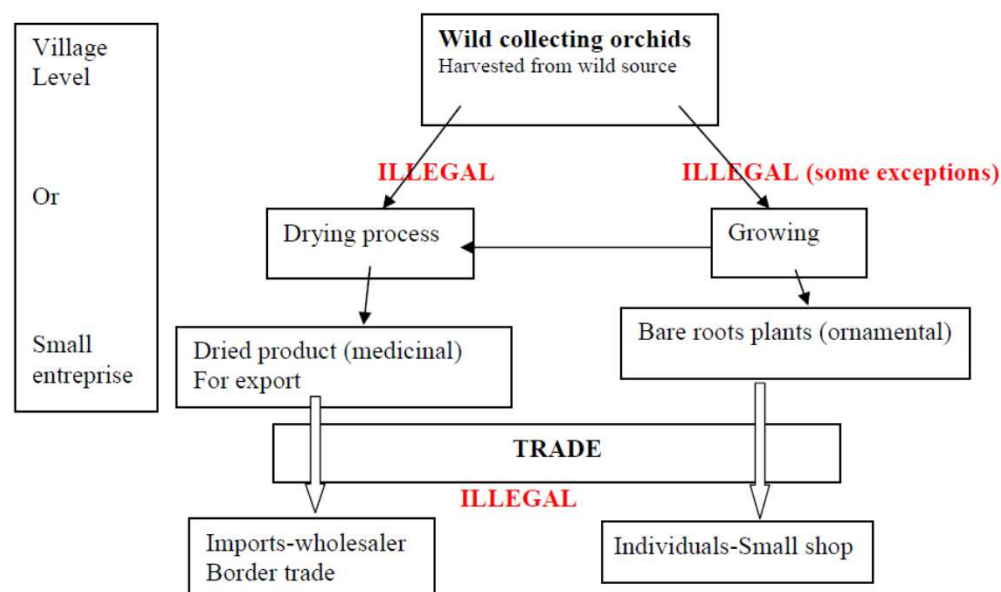 Village
Level
Or
Small
entreprise
Wild collecting orchids
Harvested from wild source
ILLEGAL
ILLEGAL (some exceptions)
Drying process
Growing
Dried product (medicinal)
For export
Bare roots plants (ornamental)
TRADE
ILLEGAL
Imports-wholesaler
Border trade
Individuals-Small shop